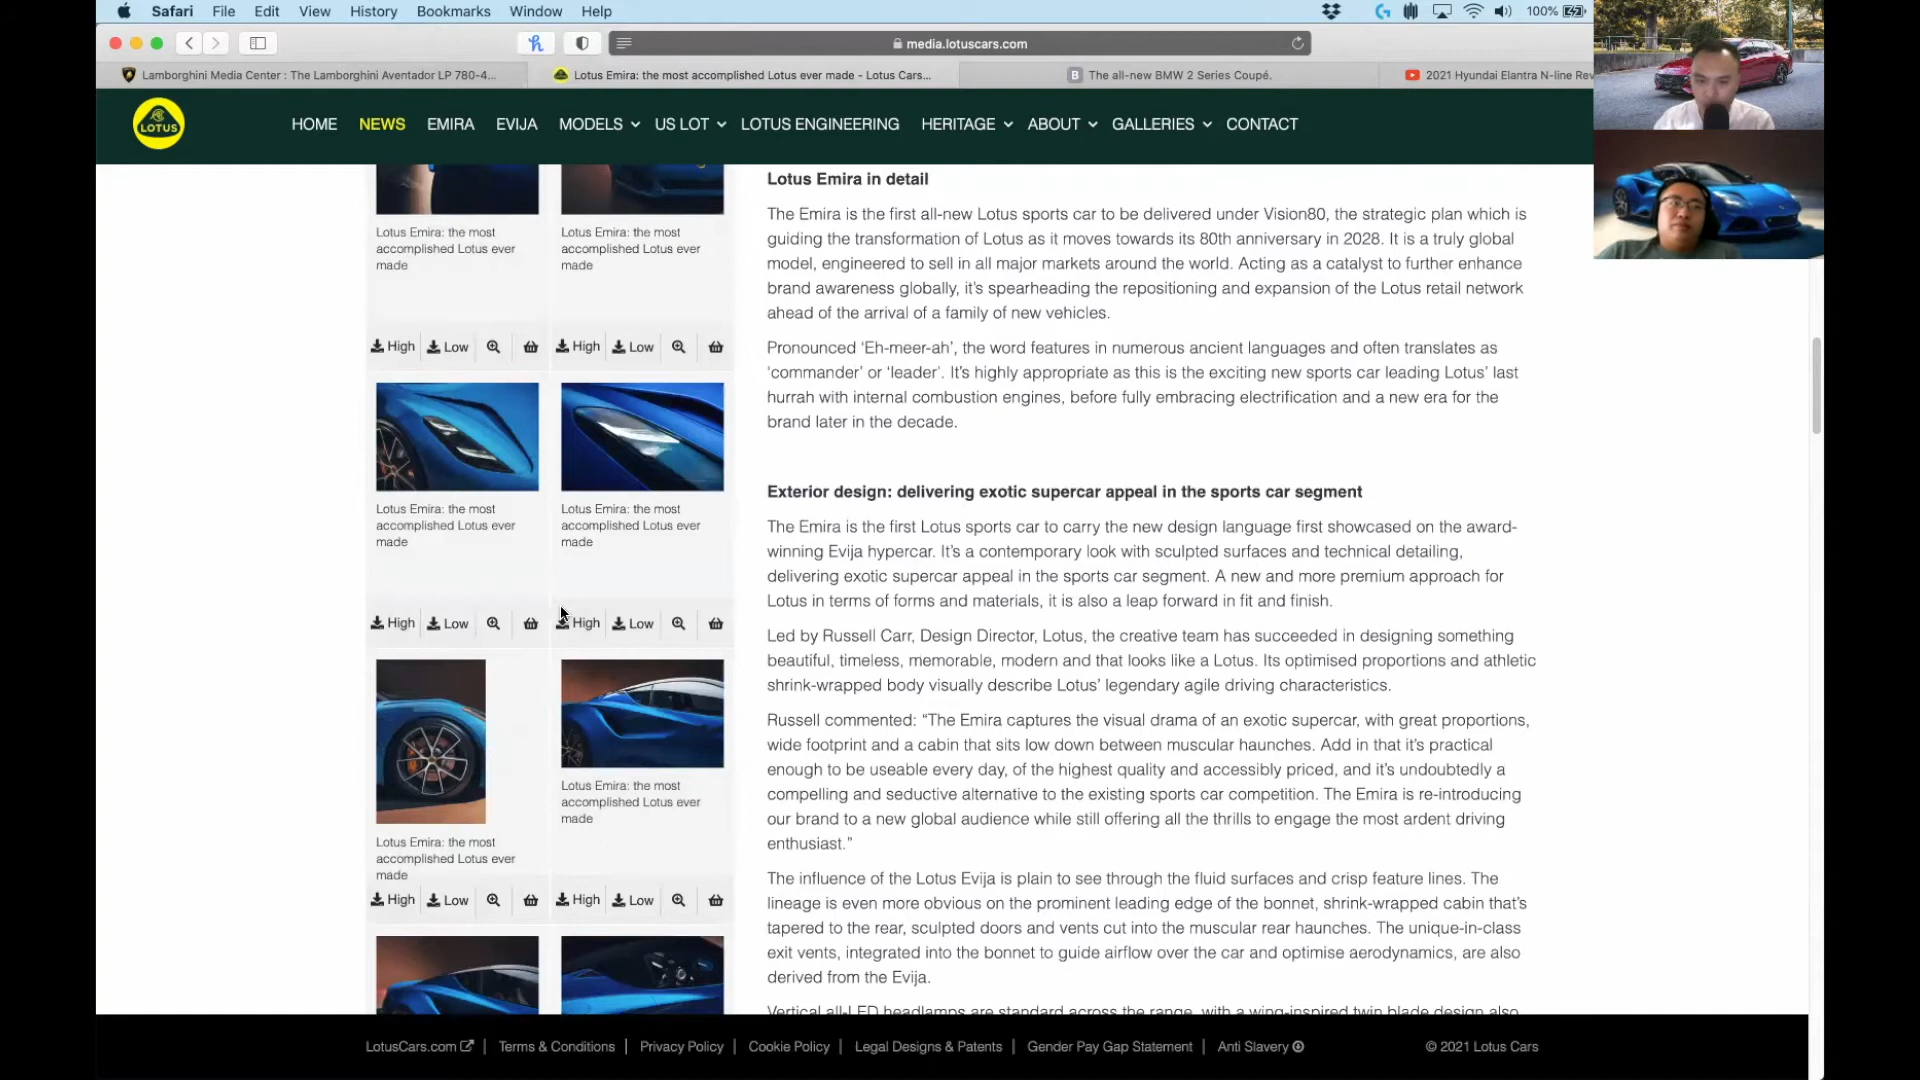 Safari File Edit View History Bookmarks Window Help
100%
media.lotuscars.com
Lamborghini Media Center : The Lamborghini Aventador LP 780-4...
Lotus Emira: the most accomplished Lotus ever made - Lotus Cars...
B The all-new BMW 2 Series Coupé.
2021 Hyundai Elantra N-line Rev
LOTUS
HOME NEWS EMIRA EVIJA MODELS US LOT LOTUS ENGINEERING HERITAGE ABOUT GALLERIES CONTACT
Lotus Emira: the most
accomplished Lotus ever
made
High Low
Lotus Emira: the most
accomplished Lotus ever
made
High Low
Lotus Emira: the most
accomplished Lotus ever
made
High Low
Lotus Emira: the most
accomplished Lotus ever
made
High Low
Lotus Emira: the most
accomplished Lotus ever
made
High Low
Lotus Emira: the most
accomplished Lotus ever
made
High Low
Lotus Emira in detail
The Emira is the first all-new Lotus sports car to be delivered under Vision80, the strategic plan which is
guiding the transformation of Lotus as it moves towards its 80th anniversary in 2028. It is a truly global
model, engineered to sell in all major markets around the world. Acting as a catalyst to further enhance
brand awareness globally, it’s spearheading the repositioning and expansion of the Lotus retail network
ahead of the arrival of a family of new vehicles.
Pronounced ‘Eh-meer-ah’, the word features in numerous ancient languages and often translates as
‘commander’ or ‘leader’. It’s highly appropriate as this is the exciting new sports car leading Lotus’ last
hurrah with internal combustion engines, before fully embracing electrification and a new era for the
brand later in the decade.
Exterior design: delivering exotic supercar appeal in the sports car segment
The Emira is the first Lotus sports car to carry the new design language first showcased on the award-
winning Evija hypercar. It’s a contemporary look with sculpted surfaces and technical detailing,
delivering exotic supercar appeal in the sports car segment. A new and more premium approach for
Lotus in terms of forms and materials, it is also a leap forward in fit and finish.
Led by Russell Carr, Design Director, Lotus, the creative team has succeeded in designing something
beautiful, timeless, memorable, modern and that looks like a Lotus. Its optimised proportions and athletic
shrink-wrapped body visually describe Lotus’ legendary agile driving characteristics.
Russell commented: “The Emira captures the visual drama of an exotic supercar, with great proportions,
wide footprint and a cabin that sits low down between muscular haunches. Add in that it’s practical
enough to be useable every day, of the highest quality and accessibly priced, and it’s undoubtedly a
compelling and seductive alternative to the existing sports car competition. The Emira is re-introducing
our brand to a new global audience while still offering all the thrills to engage the most ardent driving
enthusiast.”
The influence of the Lotus Evija is plain to see through the fluid surfaces and crisp feature lines. The
lineage is even more obvious on the prominent leading edge of the bonnet, shrink-wrapped cabin that’s
tapered to the rear, sculpted doors and vents cut into the muscular rear haunches. The unique-in-class
exit vents, integrated into the bonnet to guide airflow over the car and optimise aerodynamics, are also
derived from the Evija.
Vertical all-LED headlamps are standard across the range, with a wing-inspired twin blade design also
LotusCars.com | Terms & Conditions | Privacy Policy | Cookie Policy | Legal Designs & Patents | Gender Pay Gap Statement | Anti Slavery
© 2021 Lotus Cars